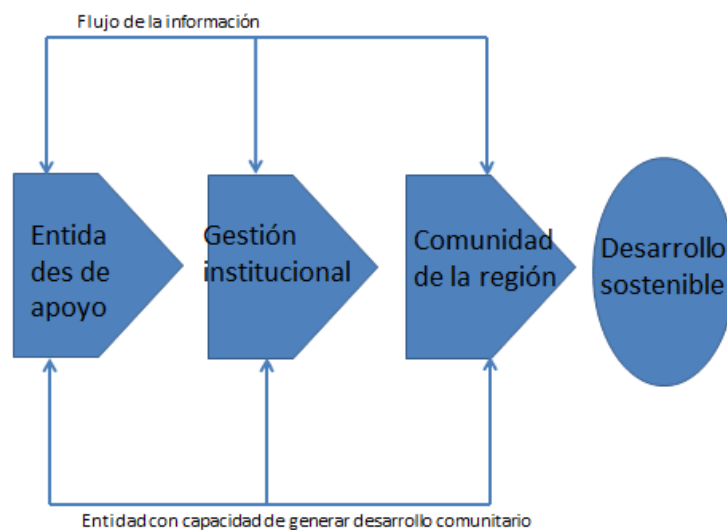 Flujo de la información
Entida
des de
apoyo
Gestión
institucional
Comunidad
de la región
Desarrollo
sostenible
Entidad con capacidad de generar desarrollo comunitario